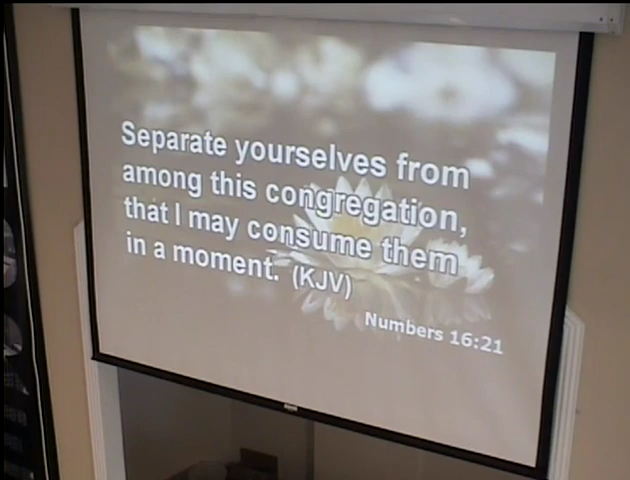 Separate yourselves from
among this congregation,
that I may consume them
in a moment. (KJV)
Numbers 16:21